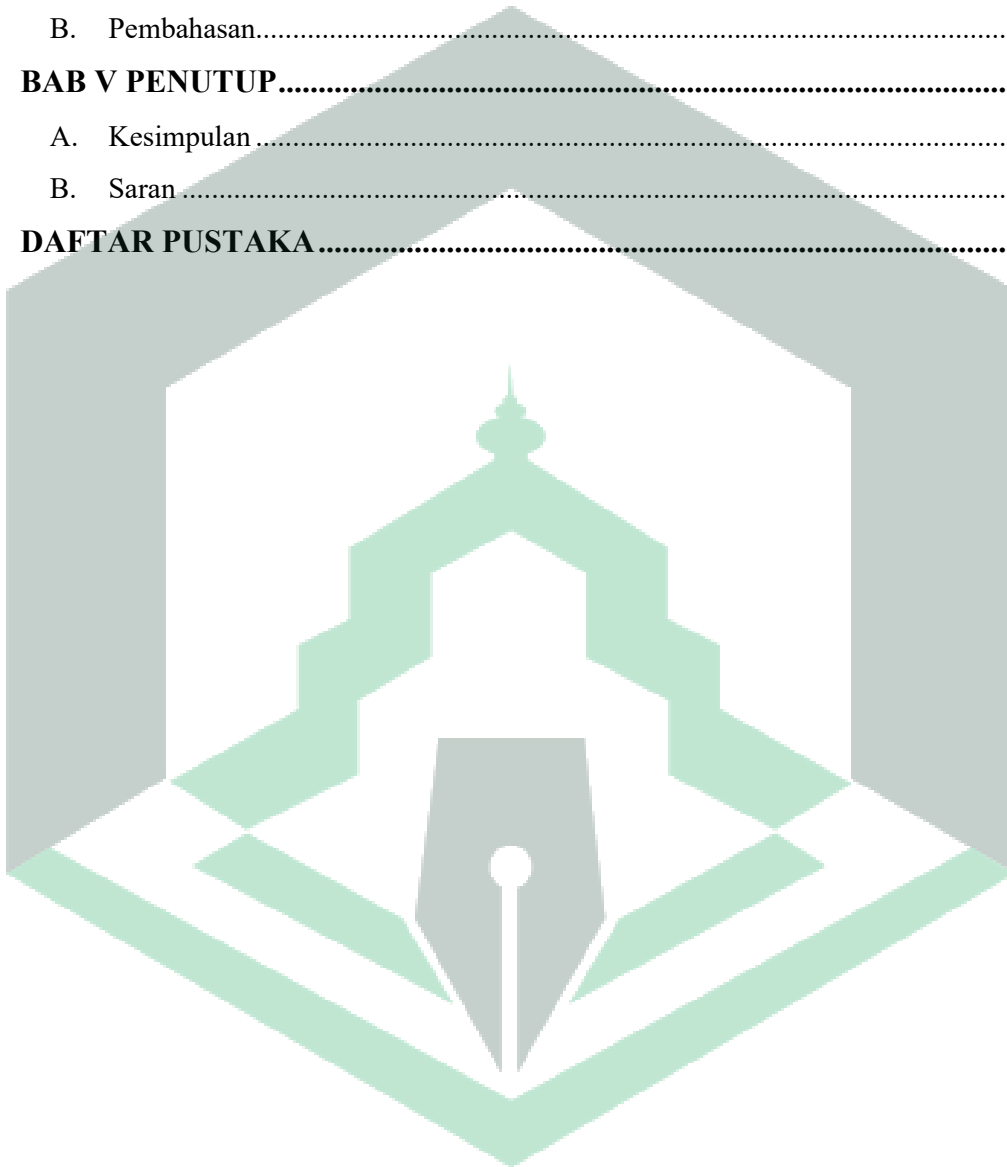 B. Pembahasan........................................................................................................
BAB V PENUTUP...........................................................................................
A. Kesimpulan........................................................................................................
B. Saran..................................................................................................................
DAFTAR PUSTAKA......................................................................................